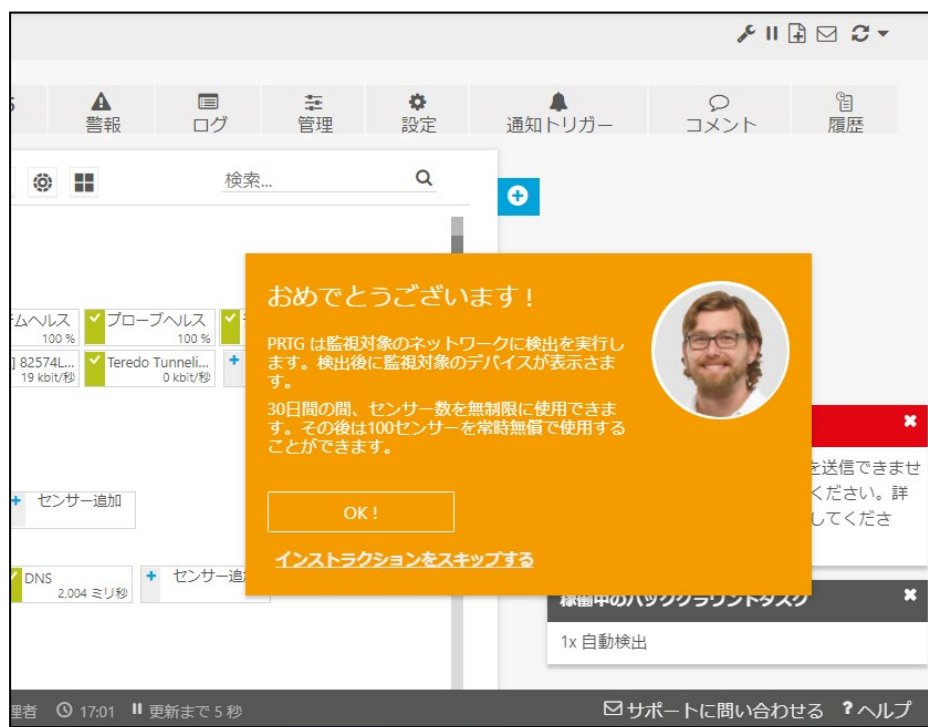 警報 ログ 管理 設定 通知トリガー コメント 履歴
検索...
おめでとうございます!
PRTG は監視対象のネットワークに検出を実行し
ます。検出後に監視対象のデバイスが表示されま
す。
30日間の間、センサー数を無制限に使用できま
す。その後は100センサーを常時無償で使用する
ことができます。
OK !
インストラクションをスキップする
ムヘルス
100 %
プローブヘルス
100 %
] 82574L...
19 kbit/秒
Teredo Tunneli...
0 kbit/秒
センサー追加
DNS
2,004 ミリ秒
センサー追
を送信できませ
ください。詳
してくださ
稼働中のバックグラウンドタスク
1x 自動検出
理者 17:01 更新まで 5 秒
サポートに問い合わせる ? ヘルプ